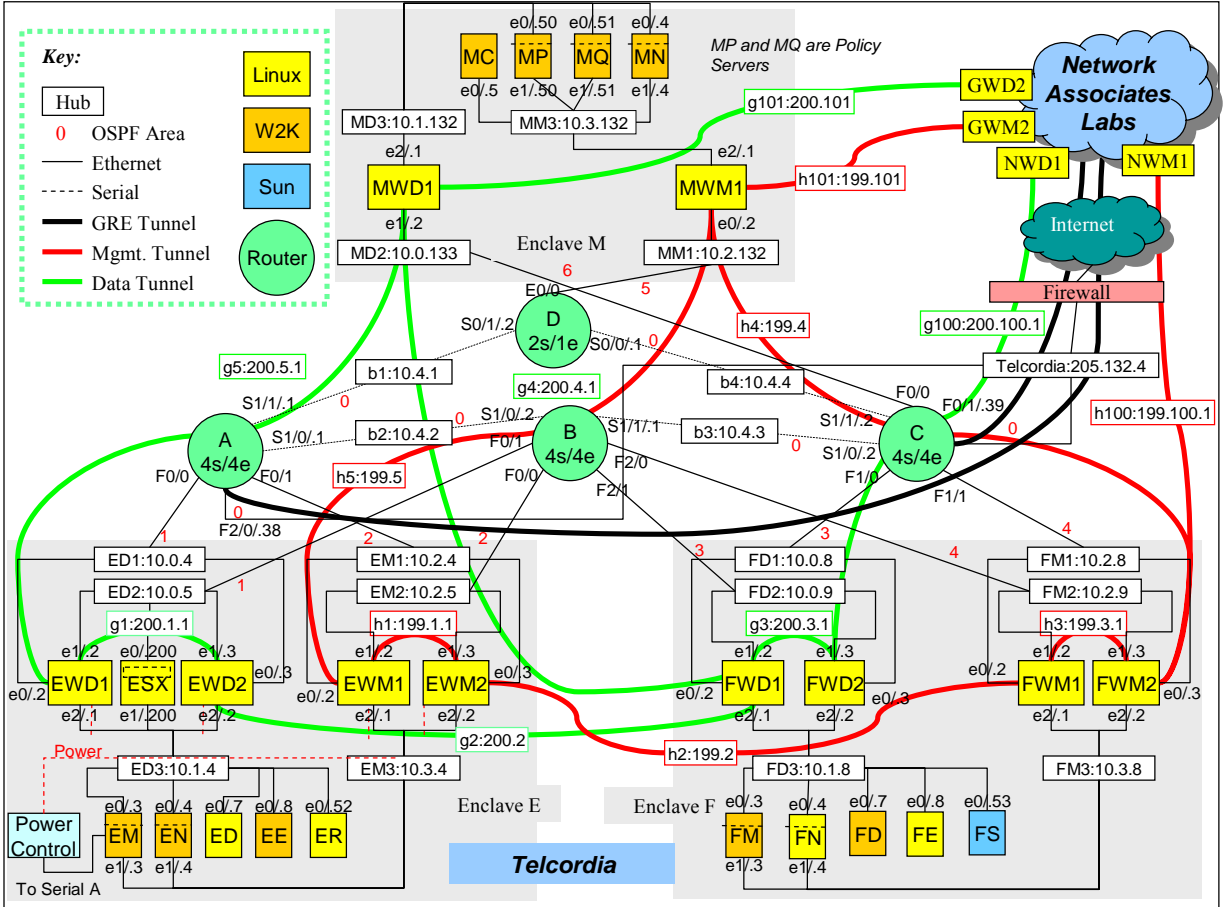 Key:
Hub
0 OSPF Area
Ethernet
Serial
GRE Tunnel
Mgmt. Tunnel
Data Tunnel
Linux
W2K
Sun
Router
e0/.50
e0/.51
e0/.4
MC
MP
MQ
MN
e0/.5
e1/.50
e1/.51
e1/.4
MP and MQ are Policy
Servers
MD3:10.1.132
MM3:10.3.132
e2/.1
e2/.1
MWD1
MWM1
e1/.2
e0/.2
MD2:10.0.133
Enclave M
MM1:10.2.132
g101:200.101
h101:199.101
GWD2
GWM2
NWD1
NWM1
Network
Associates
Labs
Internet
Firewall
g100:200.100.1
Telcordia:205.132.4
h100:199.100.1
6
5
E0/0
D
2s/1e
S0/1/.2
S0/0/.1
0
h4:199.4
g5:200.5.1
b1:10.4.1
0
g4:200.4.1
b4:10.4.4
F0/0
F0/1/.39
S1/1/.1
A
4s/4e
S1/0/.1
b2:10.4.2
0
S1/0/.2
F0/1
B
4s/4e
S1/1/.1
b3:10.4.3
0
S1/1/.2
S1/0/.2
C
4s/4e
0
F0/0
F0/1
h5:199.5
F0/0
F2/0
F2/1
F1/0
F1/1
0
F2/0/.38
1
1
2
2
3
3
4
4
ED1:10.0.4
EM1:10.2.4
FD1:10.0.8
FM1:10.2.8
ED2:10.0.5
EM2:10.2.5
FD2:10.0.9
FM2:10.2.9
g1:200.1.1
h1:199.1.1
g3:200.3.1
h3:199.3.1
e1/.2
e0/.200
e1/.3
e1/.2
e1/.3
e1/.2
e1/.3
e1/.2
e1/.3
e0/.2
EWD1
ESX
EWD2
e0/.3
e0/.2
EWM1
EWM2
e0/.3
e0/.2
FWD1
FWD2
e0/.3
e0/.2
FWM1
FWM2
e0/.3
e2/.1
e1/.200
e2/.2
e2/.1
e2/.2
e2/.1
e2/.2
e2/.1
e2/.2
g2:200.2
h2:199.2
Power
ED3:10.1.4
EM3:10.3.4
FD3:10.1.8
FM3:10.3.8
Enclave E
Enclave F
e0/.3
e0/.4
e0/.7
e0/.8
e0/.52
e0/.3
e0/.4
e0/.7
e0/.8
e0/.53
Power
Control
EM
EN
ED
EE
ER
FM
FN
FD
FE
FS
e1/.3
e1/.4
e1/.3
e1/.4
To Serial A
Telcordia